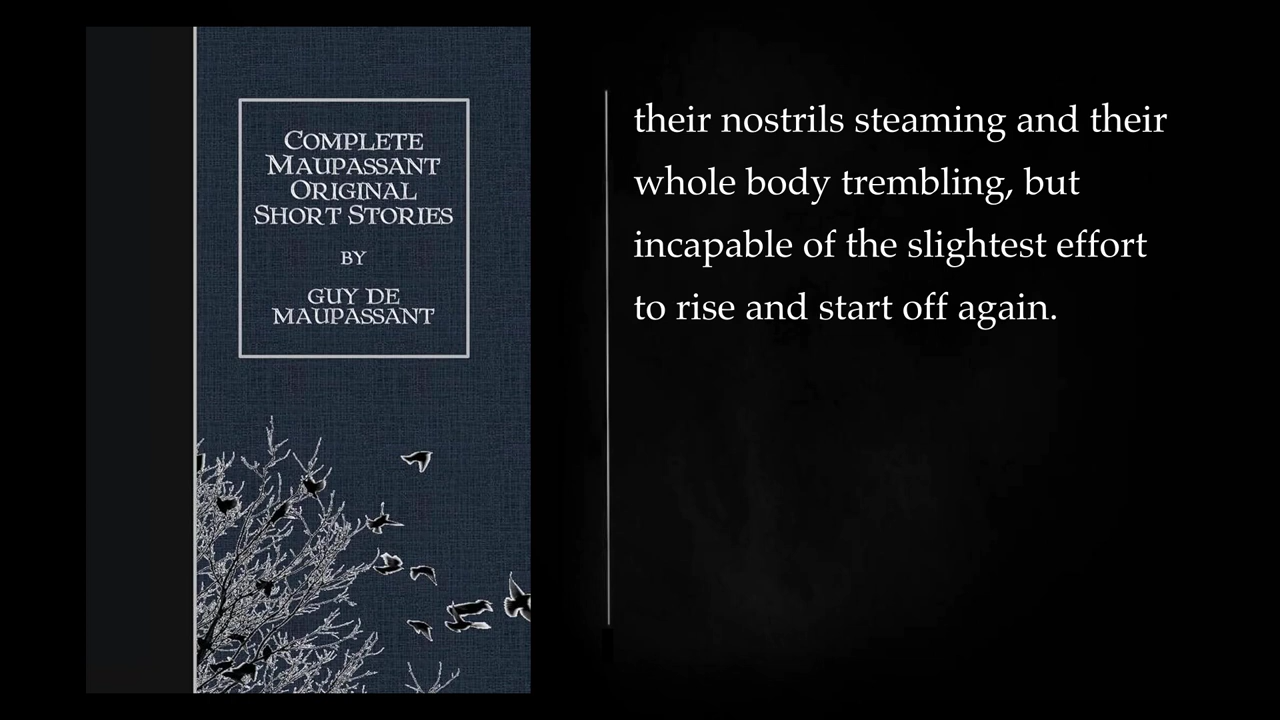 COMPLETE
MAUPASSANT
ORIGINAL
SHORT STORIES
BY
GUY DE
MAUPASSANT
their nostrils steaming and their
whole body trembling, but
incapable of the slightest effort
to rise and start off again.